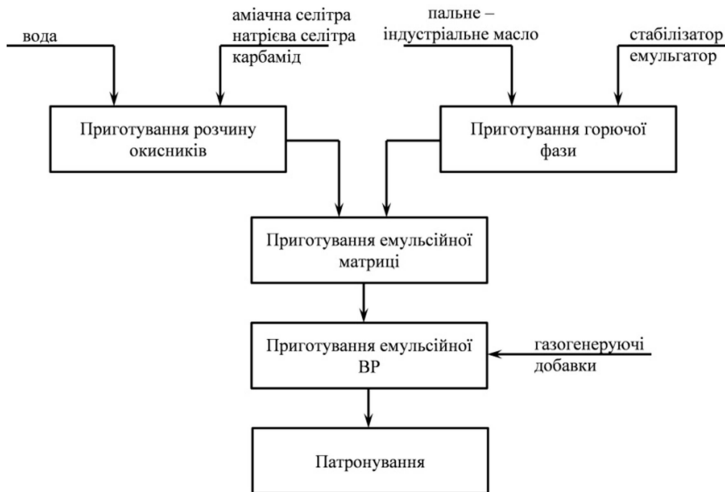 вода
аміачна селітра
натрієва селітра
карбамід
пальне –
індустріальне масло
стабілізатор
емульгатор
Приготування розчину
окисників
Приготування горючої
фази
Приготування емульсійної
матриці
Приготування емульсійної
ВР
газогенеруючі
добавки
Патронування